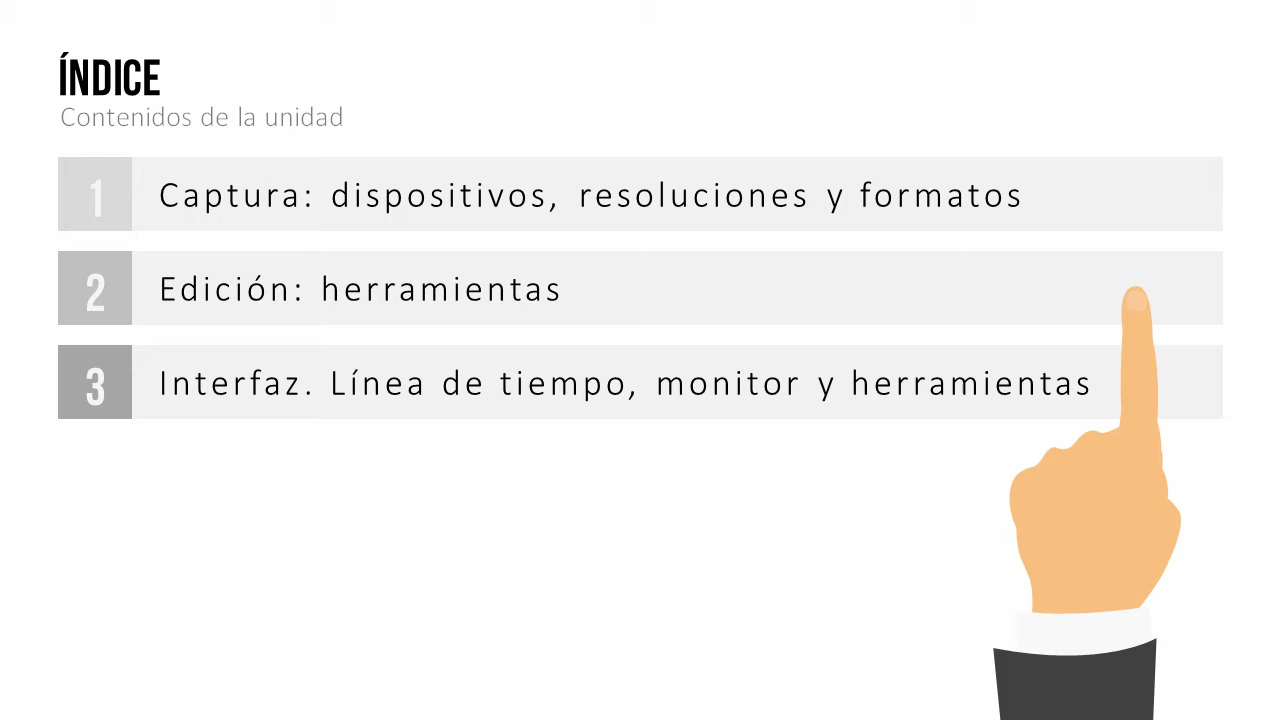 ÍNDICE
Contenidos de la unidad
1 Captura: dispositivos, resoluciones y formatos
2 Edición: herramientas
3 Interfaz. Línea de tiempo, monitor y herramientas